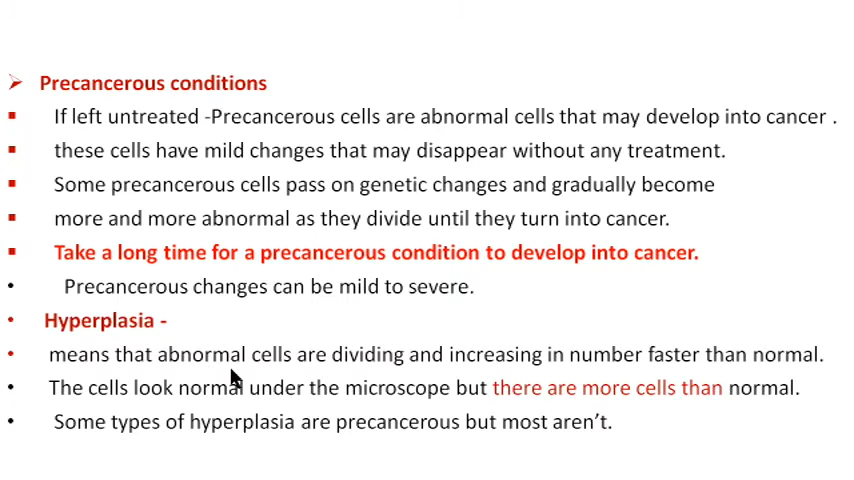 Precancerous conditions
If left untreated -Precancerous cells are abnormal cells that may develop into cancer .
these cells have mild changes that may disappear without any treatment.
Some precancerous cells pass on genetic changes and gradually become
more and more abnormal as they divide until they turn into cancer.
Take a long time for a precancerous condition to develop into cancer.
Precancerous changes can be mild to severe.
Hyperplasia -
means that abnormal cells are dividing and increasing in number faster than normal.
The cells look normal under the microscope but there are more cells than normal.
Some types of hyperplasia are precancerous but most aren’t.